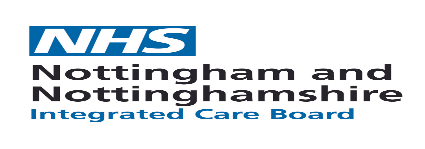 NHS
Nottingham and
Nottinghamshire
Integrated Care Board